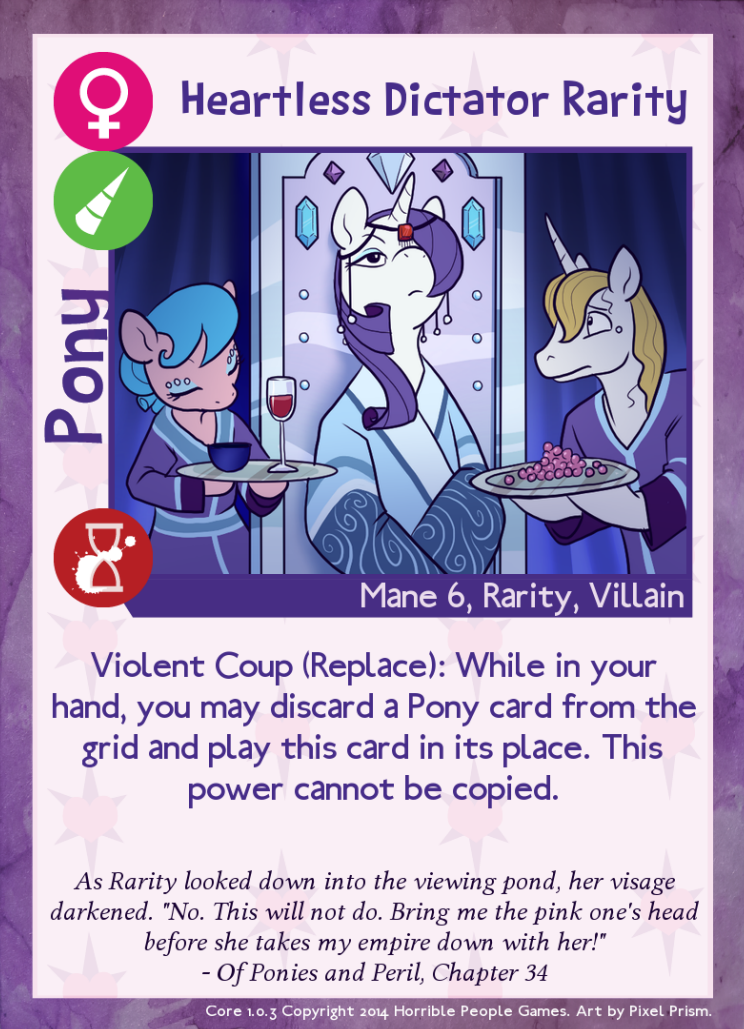 Heartless Dictator Rarity
Pony
Mane 6, Rarity, Villain
Violent Coup (Replace): While in your
hand, you may discard a Pony card from the
grid and play this card in its place. This
power cannot be copied.
As Rarity looked down into the viewing pond, her visage
darkened. "No. This will not do. Bring me the pink one's head
before she takes my empire down with her!"
- Of Ponies and Peril, Chapter 34
Core 1.0.3 Copyright 2014 Horrible People Games. Art by Pixel Prism.